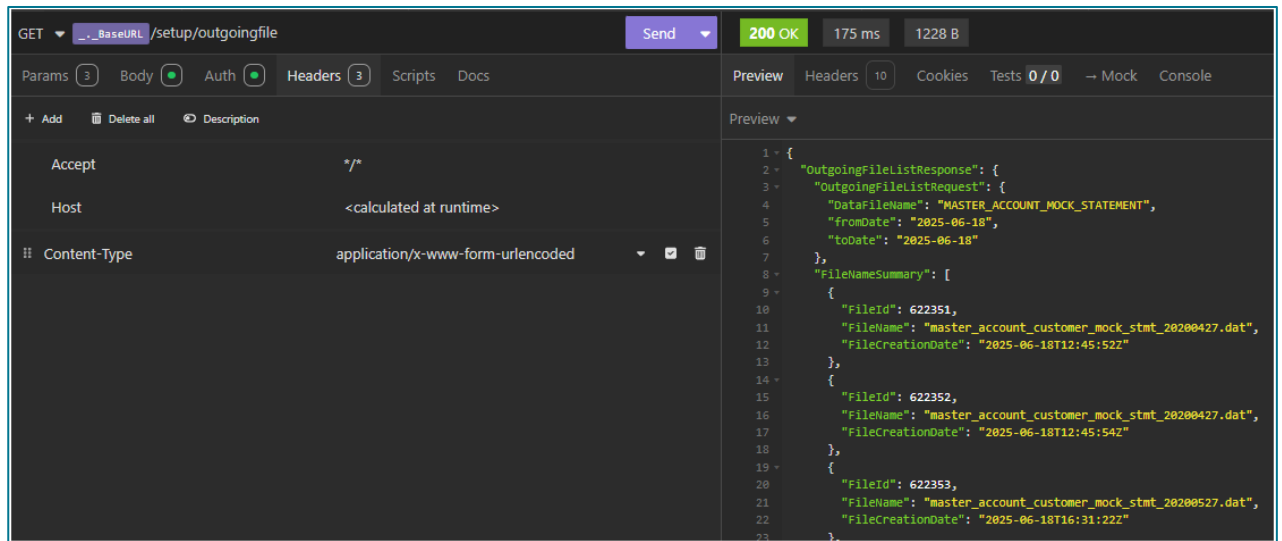 GET _._BaseURL /setup/outgoingfile Send
Params 3 Body Auth Headers 3 Scripts Docs
+ Add Delete all Description
Accept */*
Host <calculated at runtime>
Content-Type application/x-www-form-urlencoded
200 OK 175 ms 1228 B
Preview Headers 10 Cookies Tests 0 / 0 → Mock Console
Preview
1 {
2 "OutgoingFileListResponse": {
3 "OutgoingFileListRequest": {
4 "DataFileName": "MASTER_ACCOUNT_MOCK_STATEMENT",
5 "fromDate": "2025-06-18",
6 "toDate": "2025-06-18"
7 },
8 "FileNameSummary": [
9 {
10 "FileId": 622351,
11 "FileName": "master_account_customer_mock_stmt_20200427.dat",
12 "FileCreationDate": "2025-06-18T12:45:52Z"
13 },
14 {
15 "FileId": 622352,
16 "FileName": "master_account_customer_mock_stmt_20200427.dat",
17 "FileCreationDate": "2025-06-18T12:45:54Z"
18 },
19 {
20 "FileId": 622353,
21 "FileName": "master_account_customer_mock_stmt_20200527.dat",
22 "FileCreationDate": "2025-06-18T16:31:22Z"
23 },